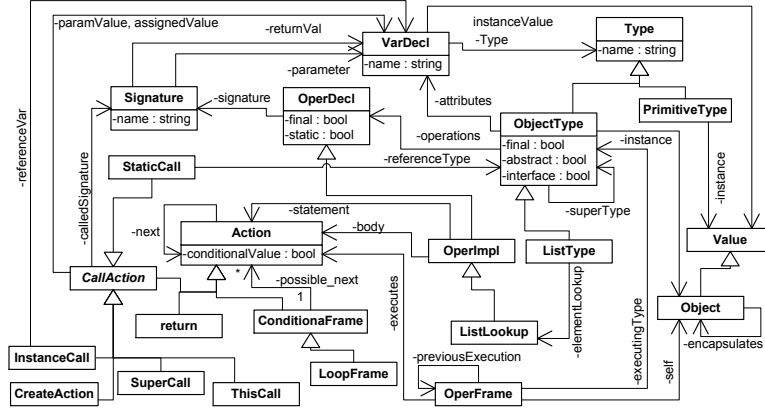 -paramValue, assignedValue
-returnVal
VarDecl
-name : string
instanceValue
-Type
Type
-name : string
-parameter
Signature
-name : string
-signature
OperDecl
-final : bool
-static : bool
-attributes
-operations
ObjectType
-final : bool
-abstract : bool
-interface : bool
PrimitiveType
-instance
-instance
-referenceVar
StaticCall
-referenceType
-superType
-calledSignature
-next
Action
-conditionalValue : bool
-statement
-body
OperImpl
ListType
Value
CallAction
*
-possible_next
1
-executes
-elementLookup
-executingType
-self
Object
-encapsulates
return
ConditionaFrame
ListLookup
InstanceCall
SuperCall
LoopFrame
-previousExecution
CreateAction
ThisCall
OperFrame